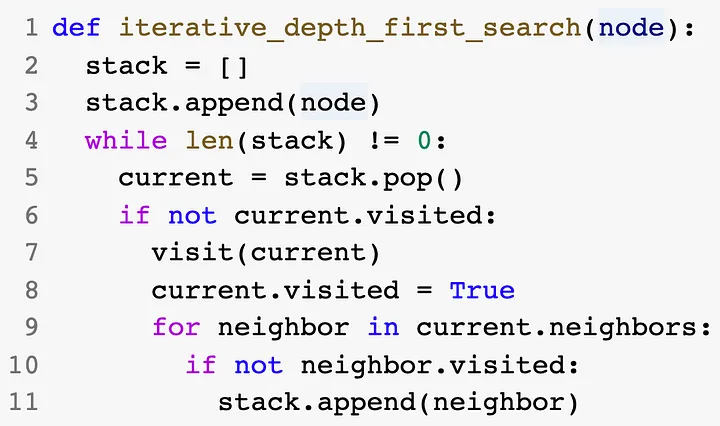 1 def iterative_depth_first_search(node):
2   stack = []
3   stack.append(node)
4   while len(stack) != 0:
5     current = stack.pop()
6     if not current.visited:
7       visit(current)
8       current.visited = True
9       for neighbor in current.neighbors:
10         if not neighbor.visited:
11           stack.append(neighbor)